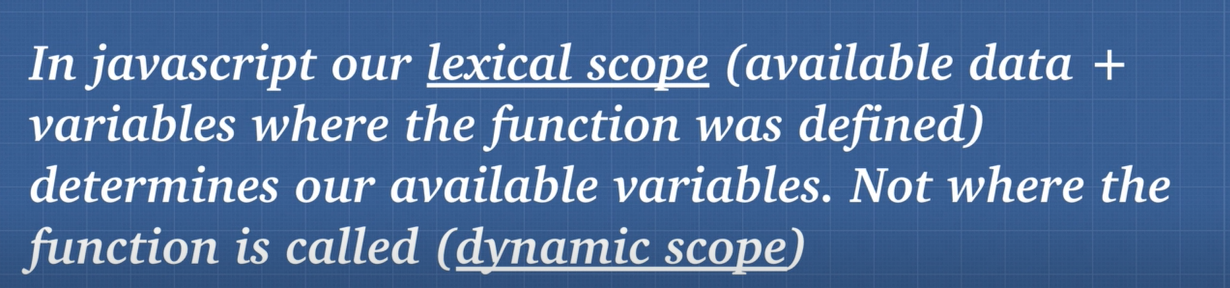 In javascript our lexical scope (available data +
variables where the function was defined)
determines our available variables. Not where the
function is called (dynamic scope)